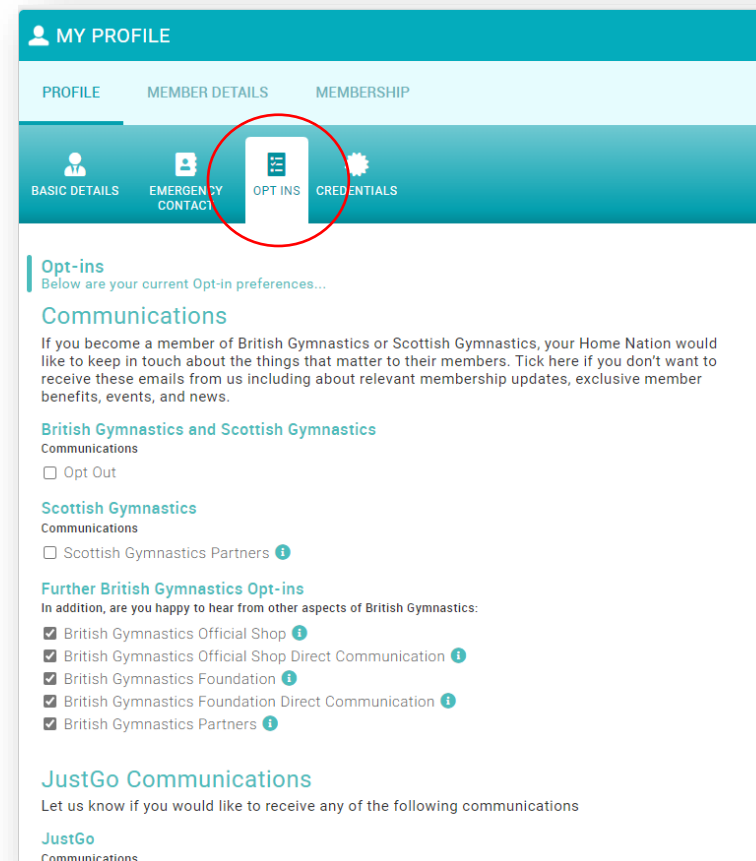 MY PROFILE
PROFILE MEMBER DETAILS MEMBERSHIP
BASIC DETAILS
EMERGENCY
CONTACT
OPT INS
CREDENTIALS
Opt-ins
Below are your current Opt-in preferences...
Communications
If you become a member of British Gymnastics or Scottish Gymnastics, your Home Nation would
like to keep in touch about the things that matter to their members. Tick here if you don't want to
receive these emails from us including about relevant membership updates, exclusive member
benefits, events, and news.
British Gymnastics and Scottish Gymnastics
Communications
Opt Out
Scottish Gymnastics
Communications
Scottish Gymnastics Partners
Further British Gymnastics Opt-ins
In addition, are you happy to hear from other aspects of British Gymnastics:
British Gymnastics Official Shop
British Gymnastics Official Shop Direct Communication
British Gymnastics Foundation
British Gymnastics Foundation Direct Communication
British Gymnastics Partners
JustGo Communications
Let us know if you would like to receive any of the following communications
JustGo
Communications